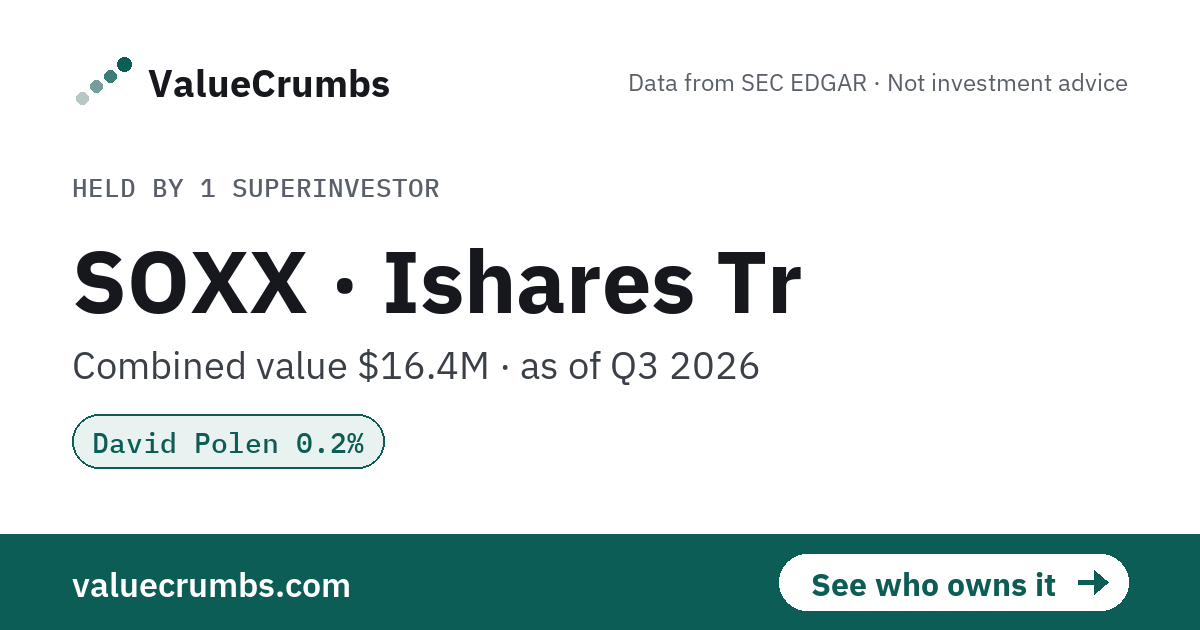 ValueCrumbs
Data from SEC EDGAR · Not investment advice
HELD BY 1 SUPERINVESTOR
SOXX · Ishares Tr
Combined value $16.4M · as of Q3 2026
David Polen 0.2%
valuecrumbs.com
See who owns it →